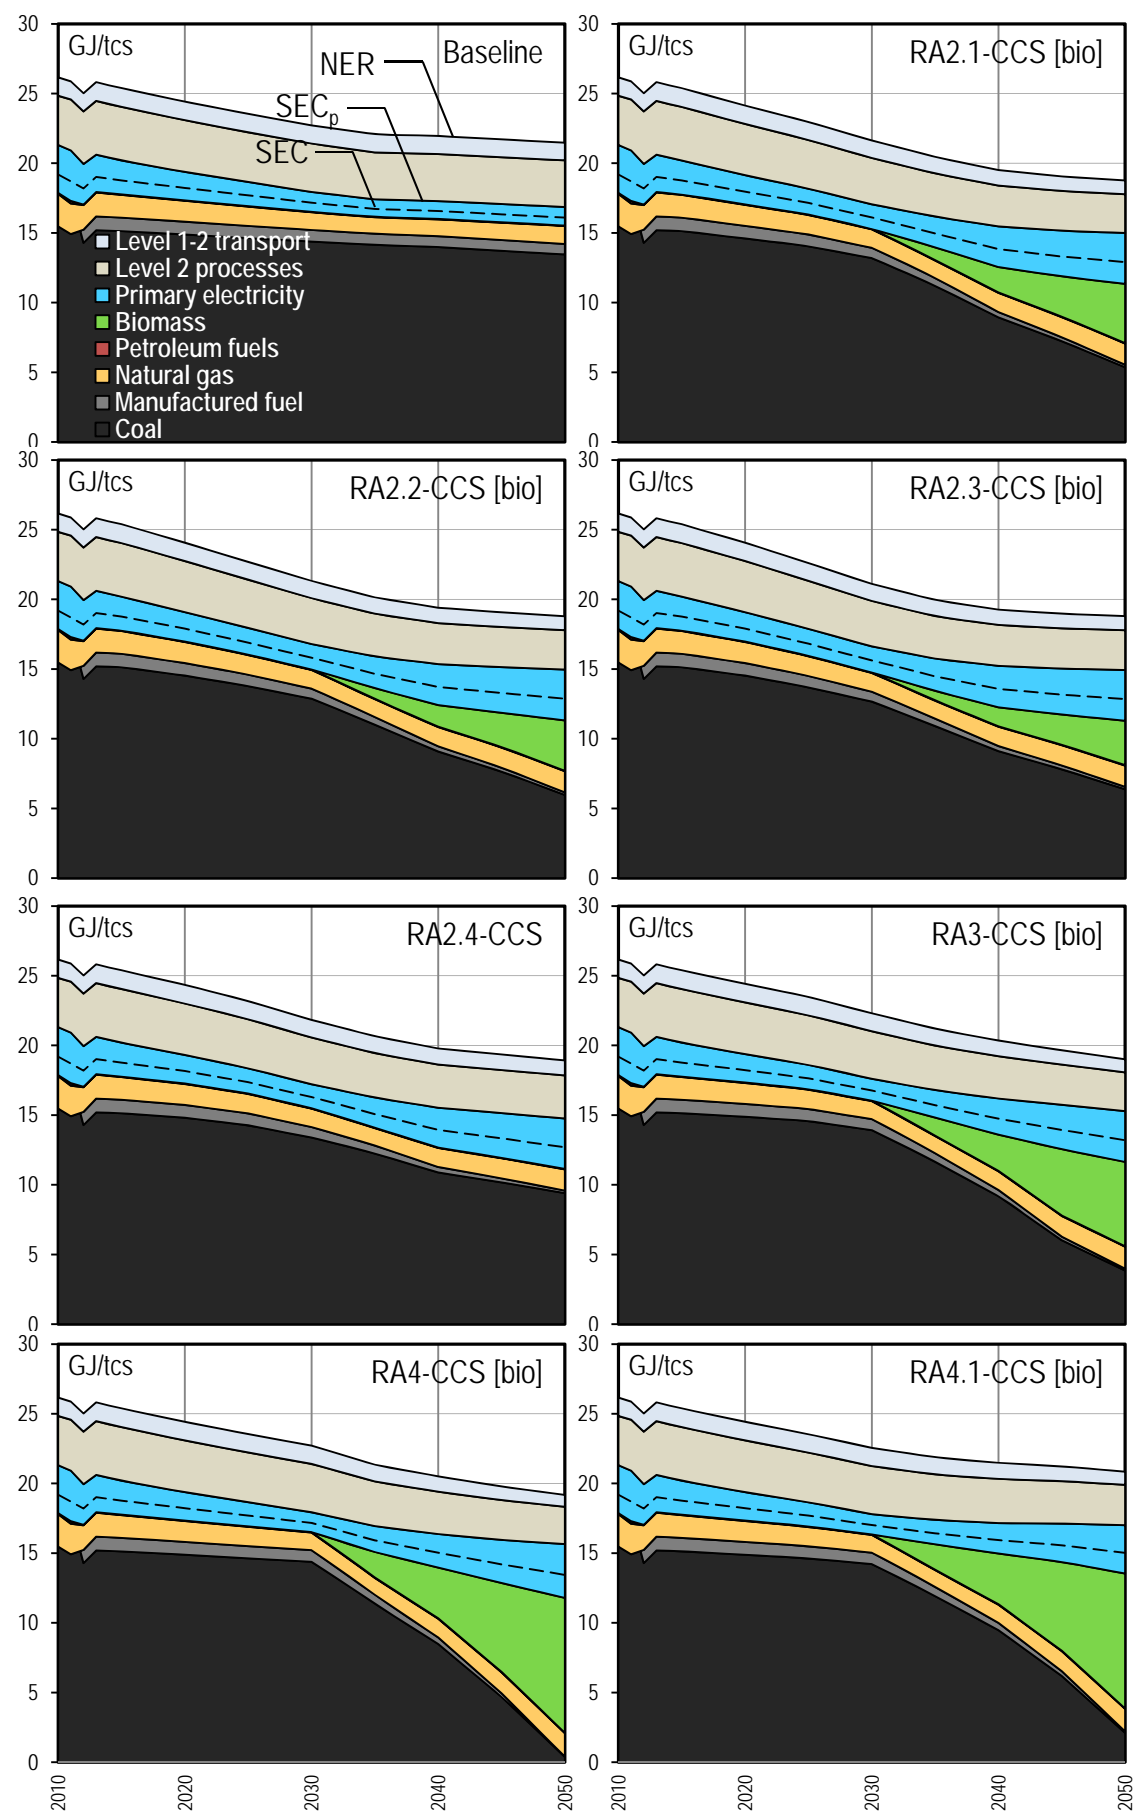 30
GJ/tcs
Baseline
NER
25
SECp
SEC
20
15
Level 1-2 transport
Level 2 processes
10
Primary electricity
Biomass
Petroleum fuels
5
Natural gas
Manufactured fuel
Coal
0
30
GJ/tcs
RA2.1-CCS [bio]
25
20
15
10
5
0
30
GJ/tcs
RA2.2-CCS [bio]
25
20
15
10
5
0
30
GJ/tcs
RA2.3-CCS [bio]
25
20
15
10
5
0
30
GJ/tcs
RA2.4-CCS
25
20
15
10
5
0
30
GJ/tcs
RA3-CCS [bio]
25
20
15
10
5
0
30
GJ/tcs
RA4-CCS [bio]
25
20
15
10
5
0
2010
2020
2030
2040
2050
30
GJ/tcs
RA4.1-CCS [bio]
25
20
15
10
5
0
2010
2020
2030
2040
2050